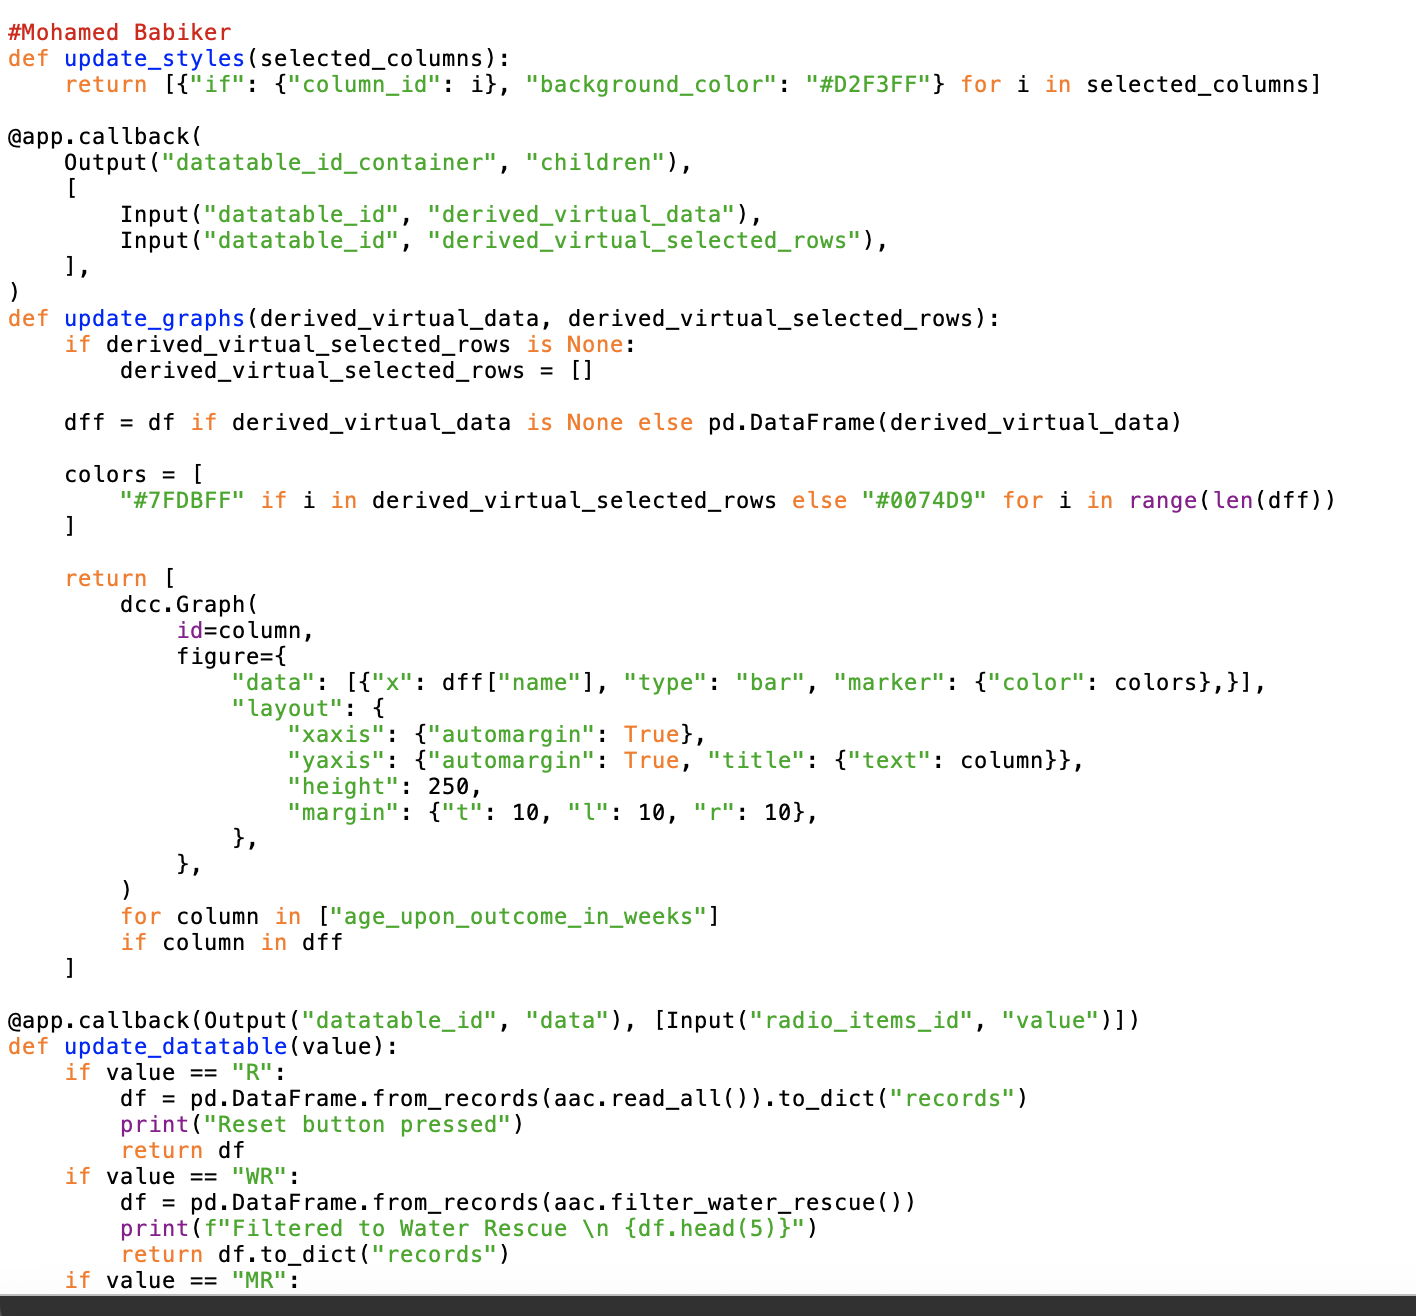 #Mohamed Babiker
def update_styles(selected_columns):
    return [{"if": {"column_id": i}, "background_color": "#D2F3FF"} for i in selected_columns]

@app.callback(
    Output("datatable_id_container", "children"),
    [
        Input("datatable_id", "derived_virtual_data"),
        Input("datatable_id", "derived_virtual_selected_rows"),
    ],
)
def update_graphs(derived_virtual_data, derived_virtual_selected_rows):
    if derived_virtual_selected_rows is None:
        derived_virtual_selected_rows = []

    dff = df if derived_virtual_data is None else pd.DataFrame(derived_virtual_data)

    colors = [
        "#7FDBFF" if i in derived_virtual_selected_rows else "#0074D9" for i in range(len(dff))
    ]

    return [
        dcc.Graph(
            id=column,
            figure={
                "data": [{"x": dff["name"], "type": "bar", "marker": {"color": colors},}],
                "layout": {
                    "xaxis": {"automargin": True},
                    "yaxis": {"automargin": True, "title": {"text": column}},
                    "height": 250,
                    "margin": {"t": 10, "l": 10, "r": 10},
                },
            },
        )
        for column in ["age_upon_outcome_in_weeks"]
        if column in dff
    ]

@app.callback(Output("datatable_id", "data"), [Input("radio_items_id", "value")])
def update_datatable(value):
    if value == "R":
        df = pd.DataFrame.from_records(aac.read_all()).to_dict("records")
        print("Reset button pressed")
        return df
    if value == "WR":
        df = pd.DataFrame.from_records(aac.filter_water_rescue())
        print(f"Filtered to Water Rescue \n {df.head(5)}")
        return df.to_dict("records")
    if value == "MR":